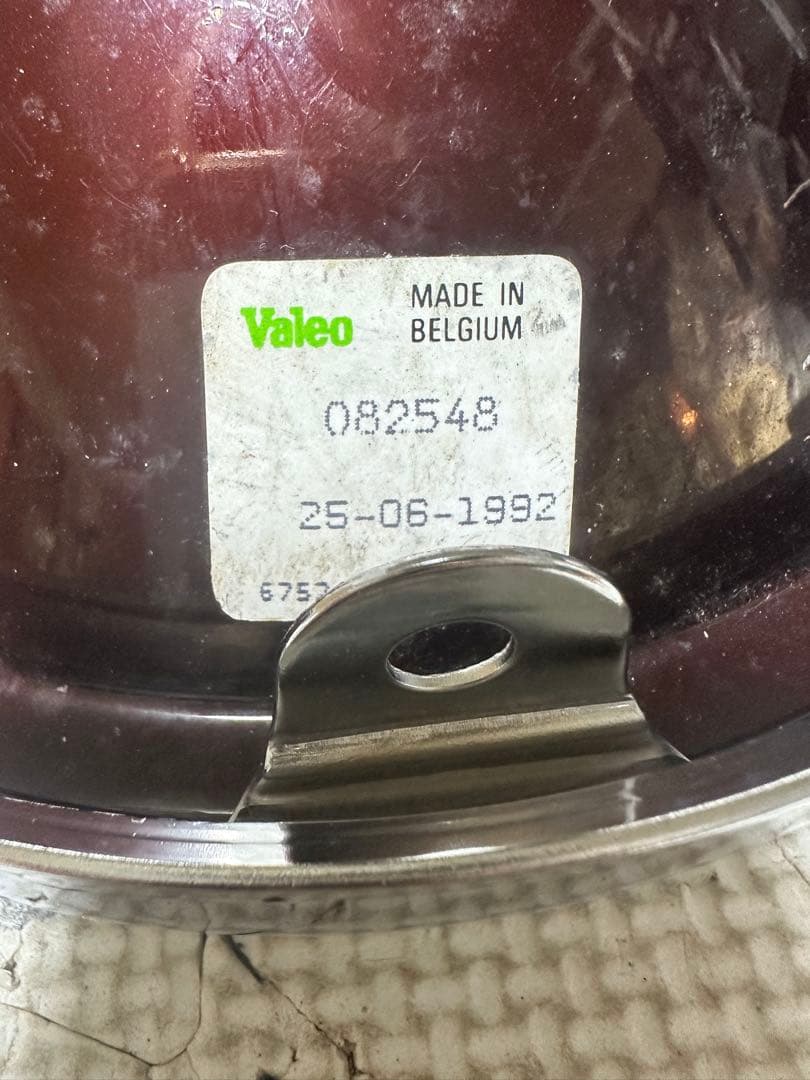 Valeo
MADE IN
BELGIUM
082548
25-06-1992